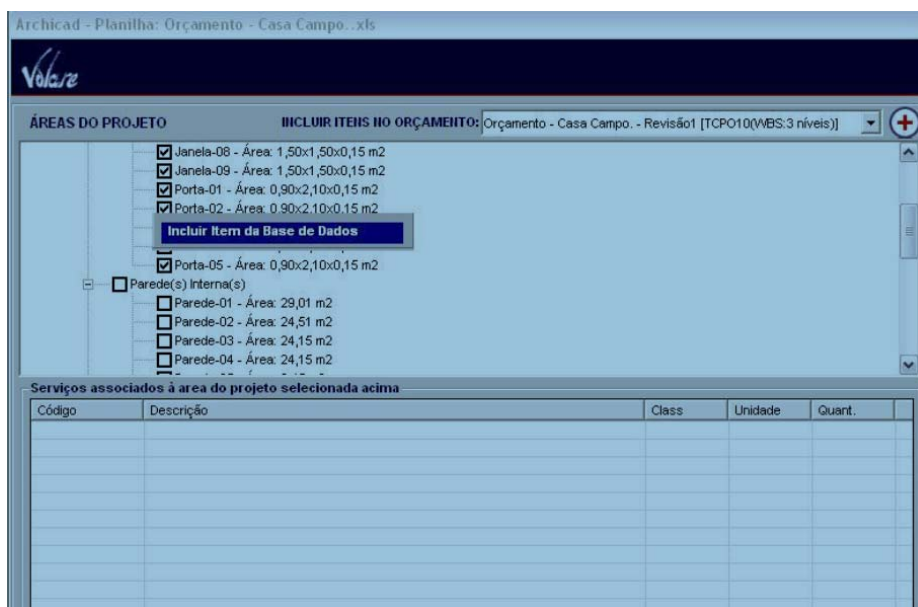 Archicad - Planilha: Orçamento - Casa Campo..xls
Volare
ÁREAS DO PROJETO
INCLUIR ITENS NO ORÇAMENTO: Orçamento - Casa Campo. - Revisão1 [TCPO10(WBS:3 níveis)]
Janela-08 - Área: 1,50x1,50x0,15 m2
Janela-09 - Área: 1,50x1,50x0,15 m2
Porta-01 - Área: 0,90x2,10x0,15 m2
Porta-02 - Área: 0,90x2,10x0,15 m2
Incluir Item da Base de Dados
Porta-05 - Área: 0,90x2,10x0,15 m2
Parede(s) Interna(s)
Parede-01 - Área: 29,01 m2
Parede-02 - Área: 24,51 m2
Parede-03 - Área: 24,15 m2
Parede-04 - Área: 24,15 m2
Serviços associados à area do projeto selecionada acima
Código Descrição Class Unidade Quant.